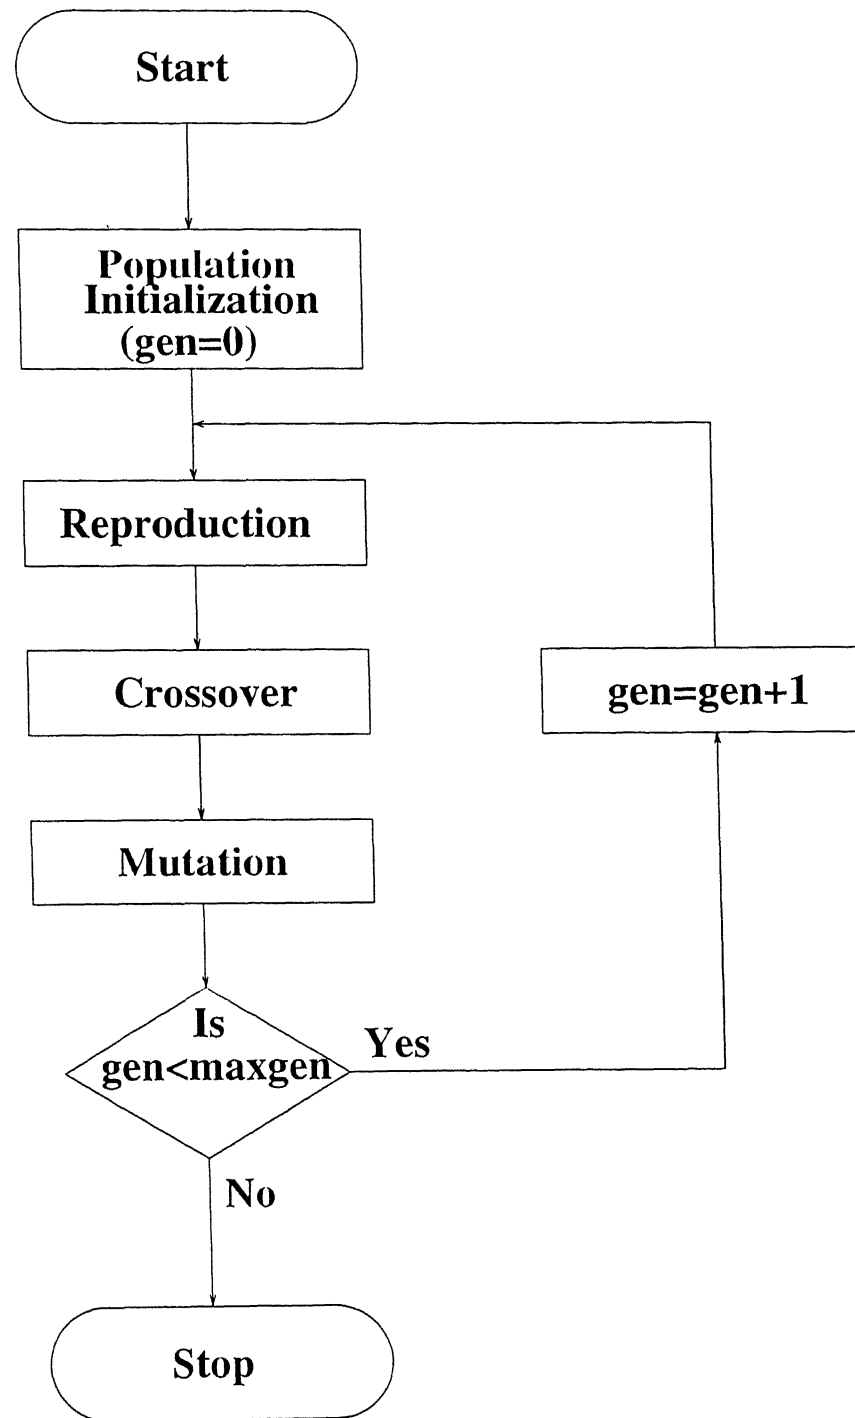 Start
Population
Initialization
(gen=0)
Reproduction
Crossover
gen=gen+1
Mutation
Is
gen<maxgen
Yes
No
Stop